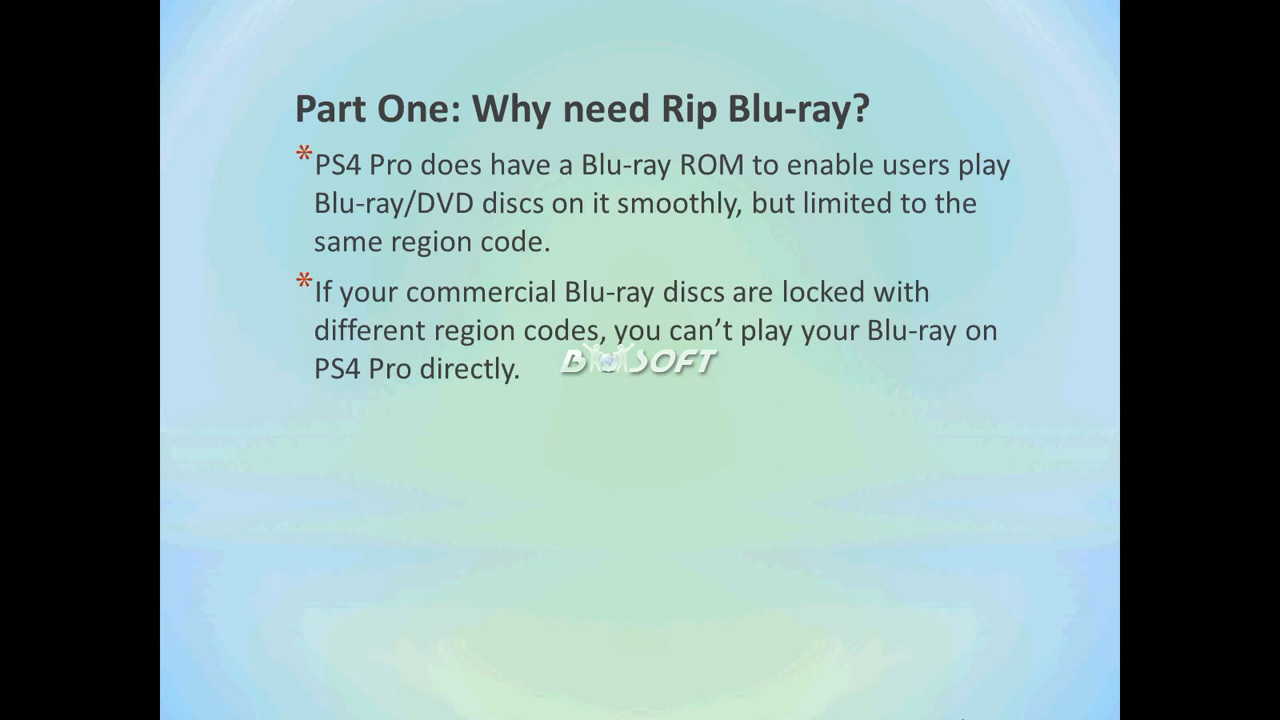 Part One: Why need Rip Blu-ray?
*PS4 Pro does have a Blu-ray ROM to enable users play
Blu-ray/DVD discs on it smoothly, but limited to the
same region code.
*If your commercial Blu-ray discs are locked with
different region codes, you can’t play your Blu-ray on
PS4 Pro directly.